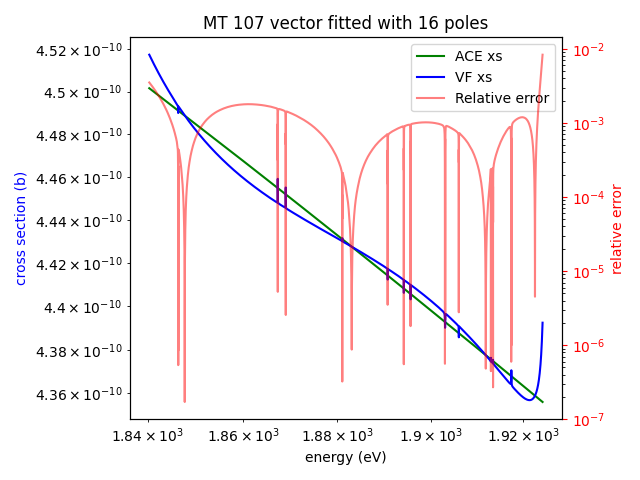 MT 107 vector fitted with 16 poles
ACE xs
VF xs
Relative error
4.52 × 10⁻¹⁰
4.5 × 10⁻¹⁰
4.48 × 10⁻¹⁰
4.46 × 10⁻¹⁰
4.44 × 10⁻¹⁰
4.42 × 10⁻¹⁰
4.4 × 10⁻¹⁰
4.38 × 10⁻¹⁰
4.36 × 10⁻¹⁰
cross section (b)
10⁻²
10⁻³
10⁻⁴
10⁻⁵
10⁻⁶
10⁻⁷
relative error
1.84 × 10³ 1.86 × 10³ 1.88 × 10³ 1.9 × 10³ 1.92 × 10³
energy (eV)